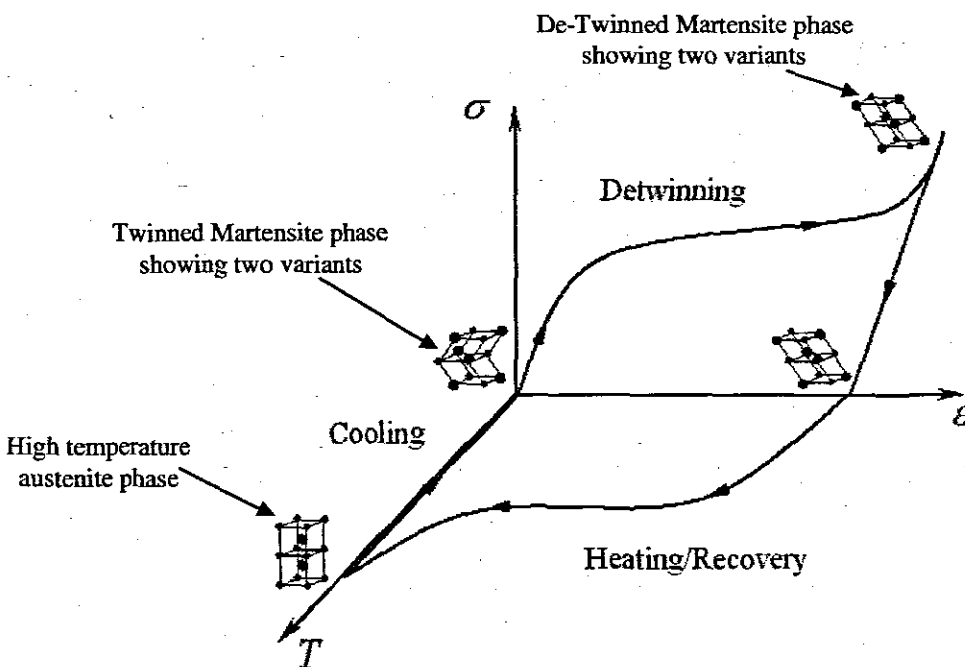 De-Twinned Martensite phase
showing two variants
σ
Detwinning
Twinned Martensite phase
showing two variants
ε
Cooling
High temperature
austenite phase
Heating/Recovery
T